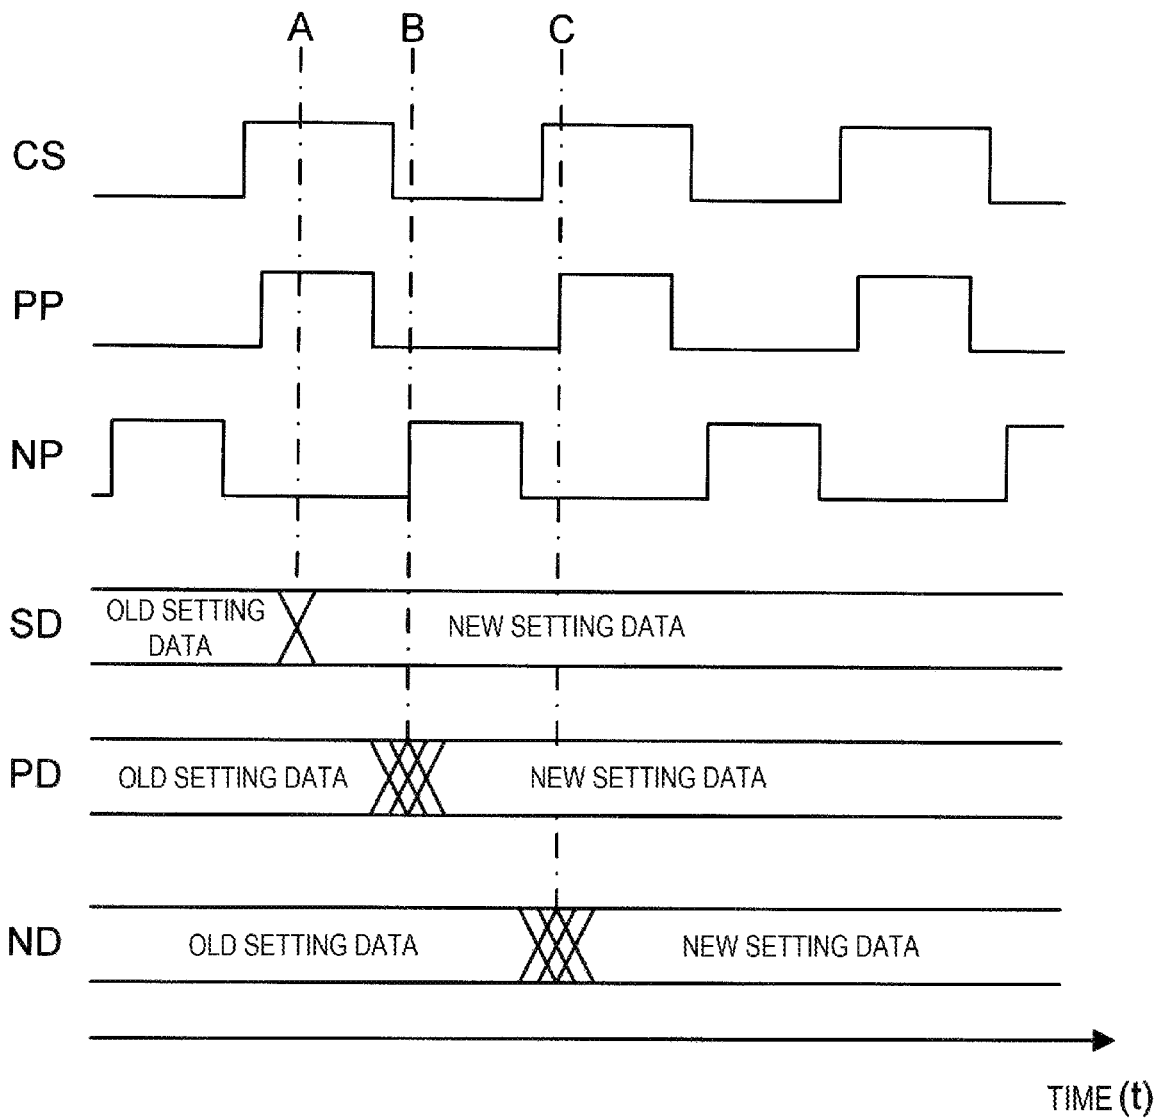 A B C
CS
PP
NP
SD
OLD SETTING
DATA
NEW SETTING DATA
PD
OLD SETTING DATA
NEW SETTING DATA
ND
OLD SETTING DATA
NEW SETTING DATA
TIME (t)